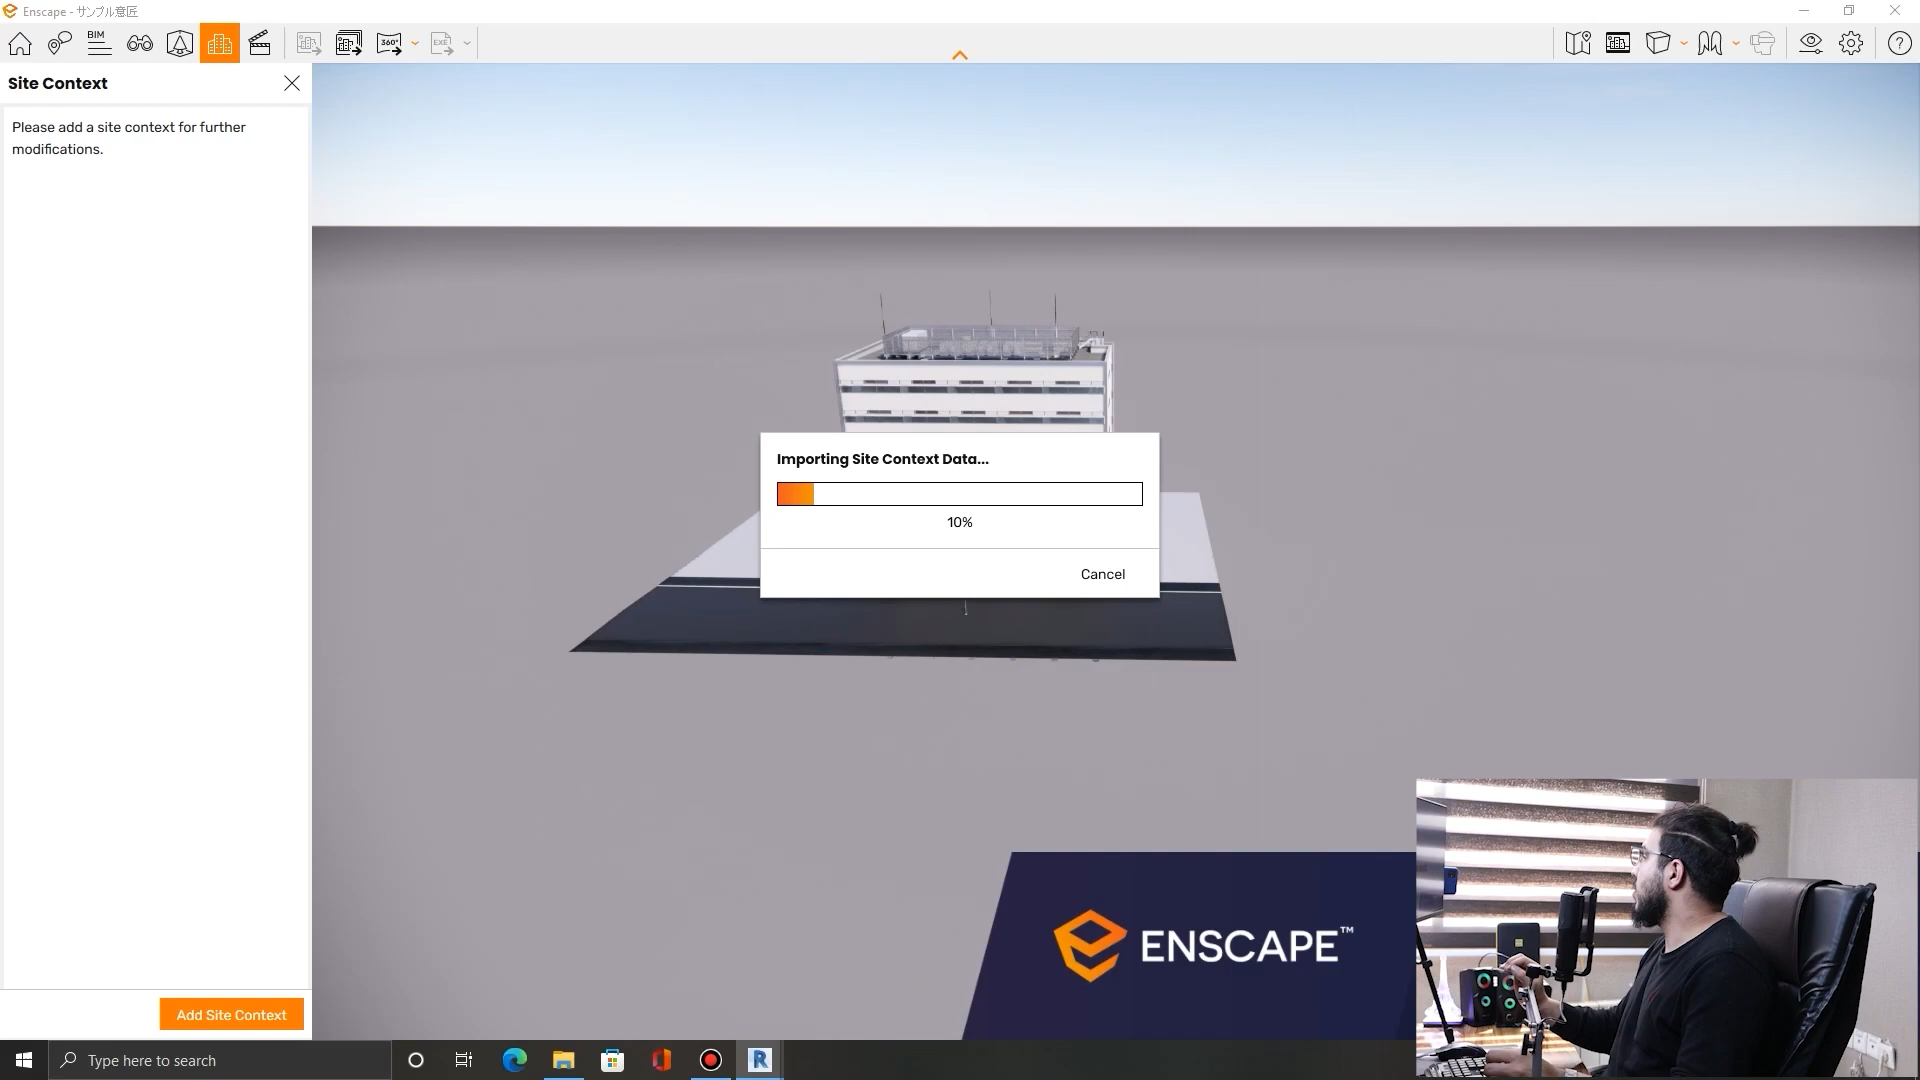 Enscape - サンプル意匠
BIM
360°
EXE
Site Context
Please add a site context for further
modifications.
Importing Site Context Data...
10%
Cancel
ENSCAPE™
Add Site Context
Type here to search
R